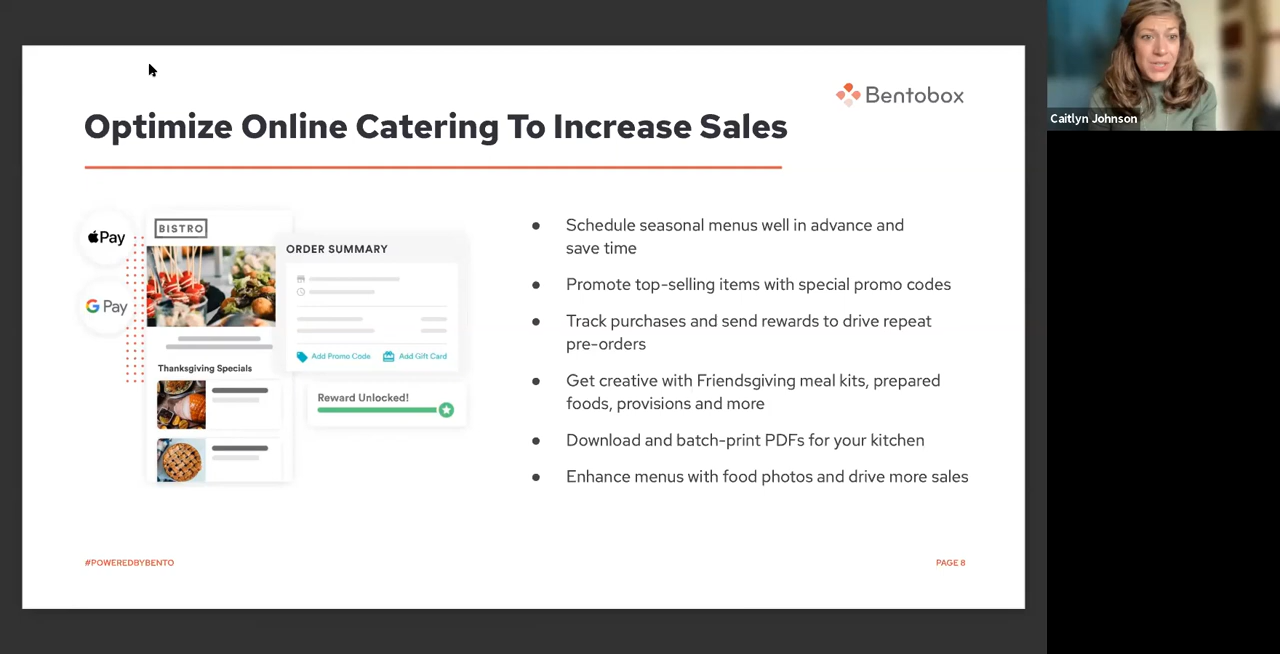 Caitlyn Johnson
Bentobox
Optimize Online Catering To Increase Sales
Pay
G Pay
BISTRO
Thanksgiving Specials
ORDER SUMMARY
Add Promo Code
Add Gift Card
Reward Unlocked!
● Schedule seasonal menus well in advance and
save time
● Promote top-selling items with special promo codes
● Track purchases and send rewards to drive repeat
pre-orders
● Get creative with Friendsgiving meal kits, prepared
foods, provisions and more
● Download and batch-print PDFs for your kitchen
● Enhance menus with food photos and drive more sales
#POWEREDBYBENTO
PAGE 8